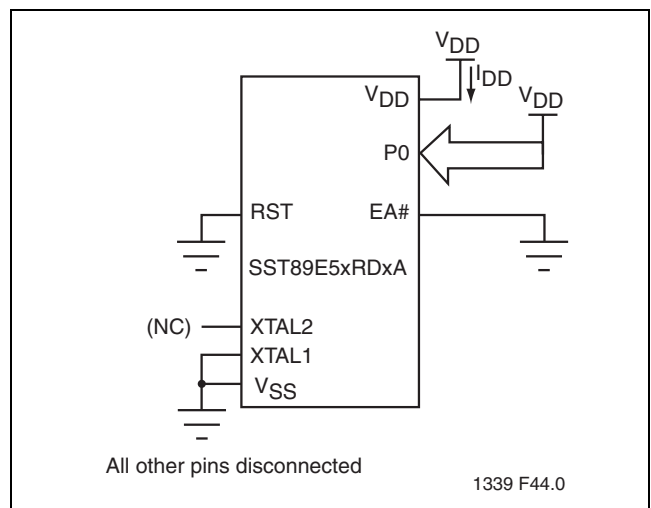 VDD
IDD
VDD
VDD
P0
RST
EA#
SST89E5xRDxA
(NC)
XTAL2
XTAL1
VSS
All other pins disconnected
1339 F44.0